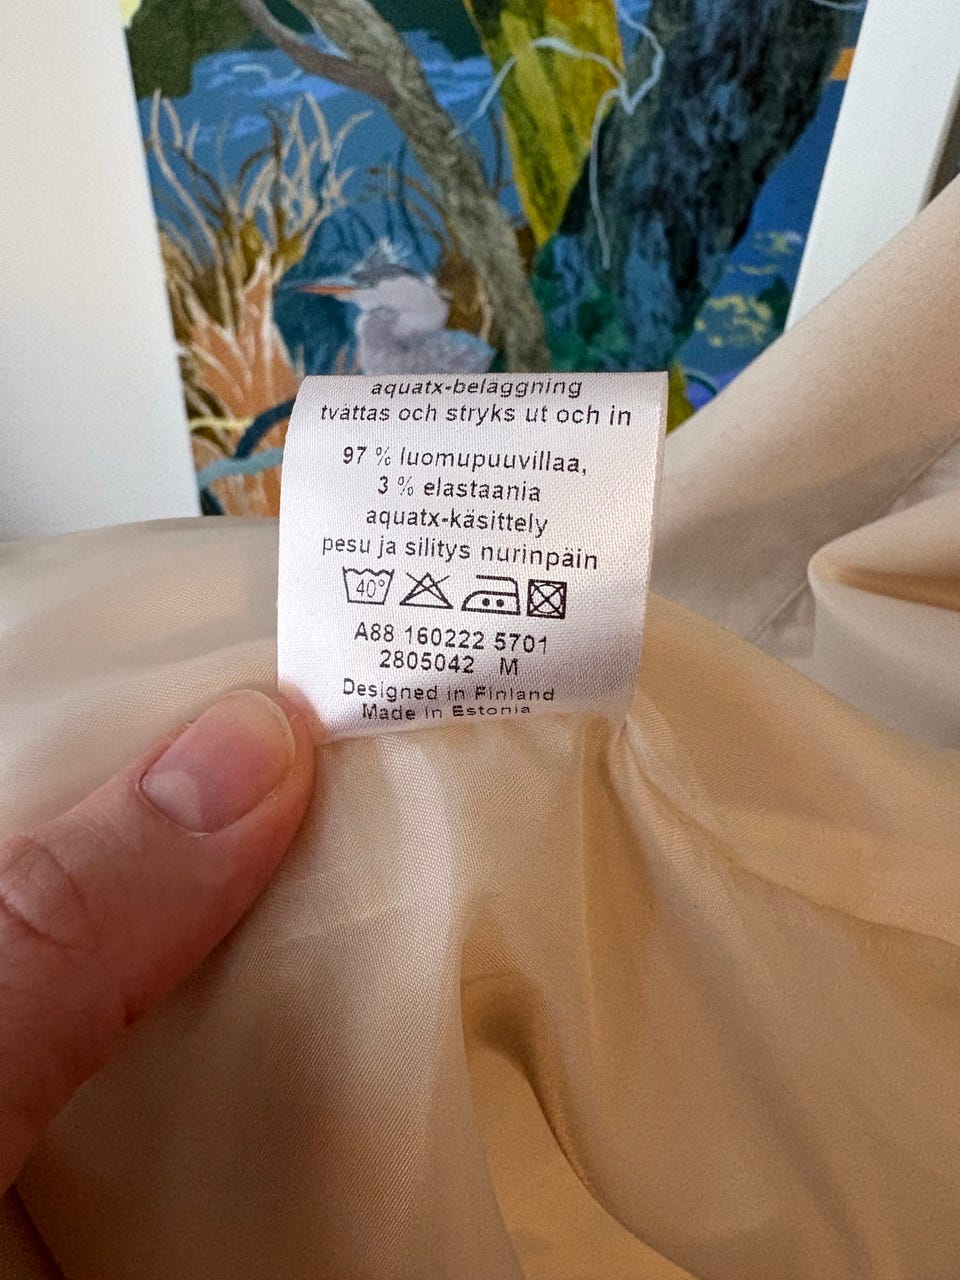 aquatx-beläggning
tvättas och stryks ut och in
97 % luomupuuvillaa,
3 % elastaania
aquatx-käsittely
pesu ja silitys nurinpäin
40°
A88 160222 5701
2805042 M
Designed in Finland
Made in Estonia